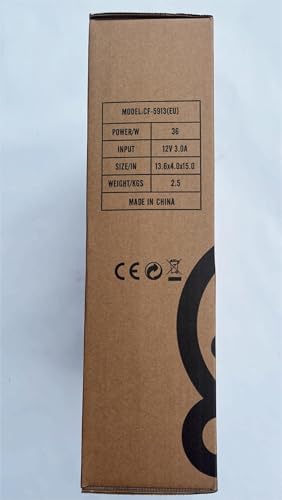 MODEL:CF-5913(EU)
POWER/W 36
INPUT 12V 3.0A
SIZE/IN 13.6x4.0x15.0
WEIGHT/KGS 2.5
MADE IN CHINA
CE